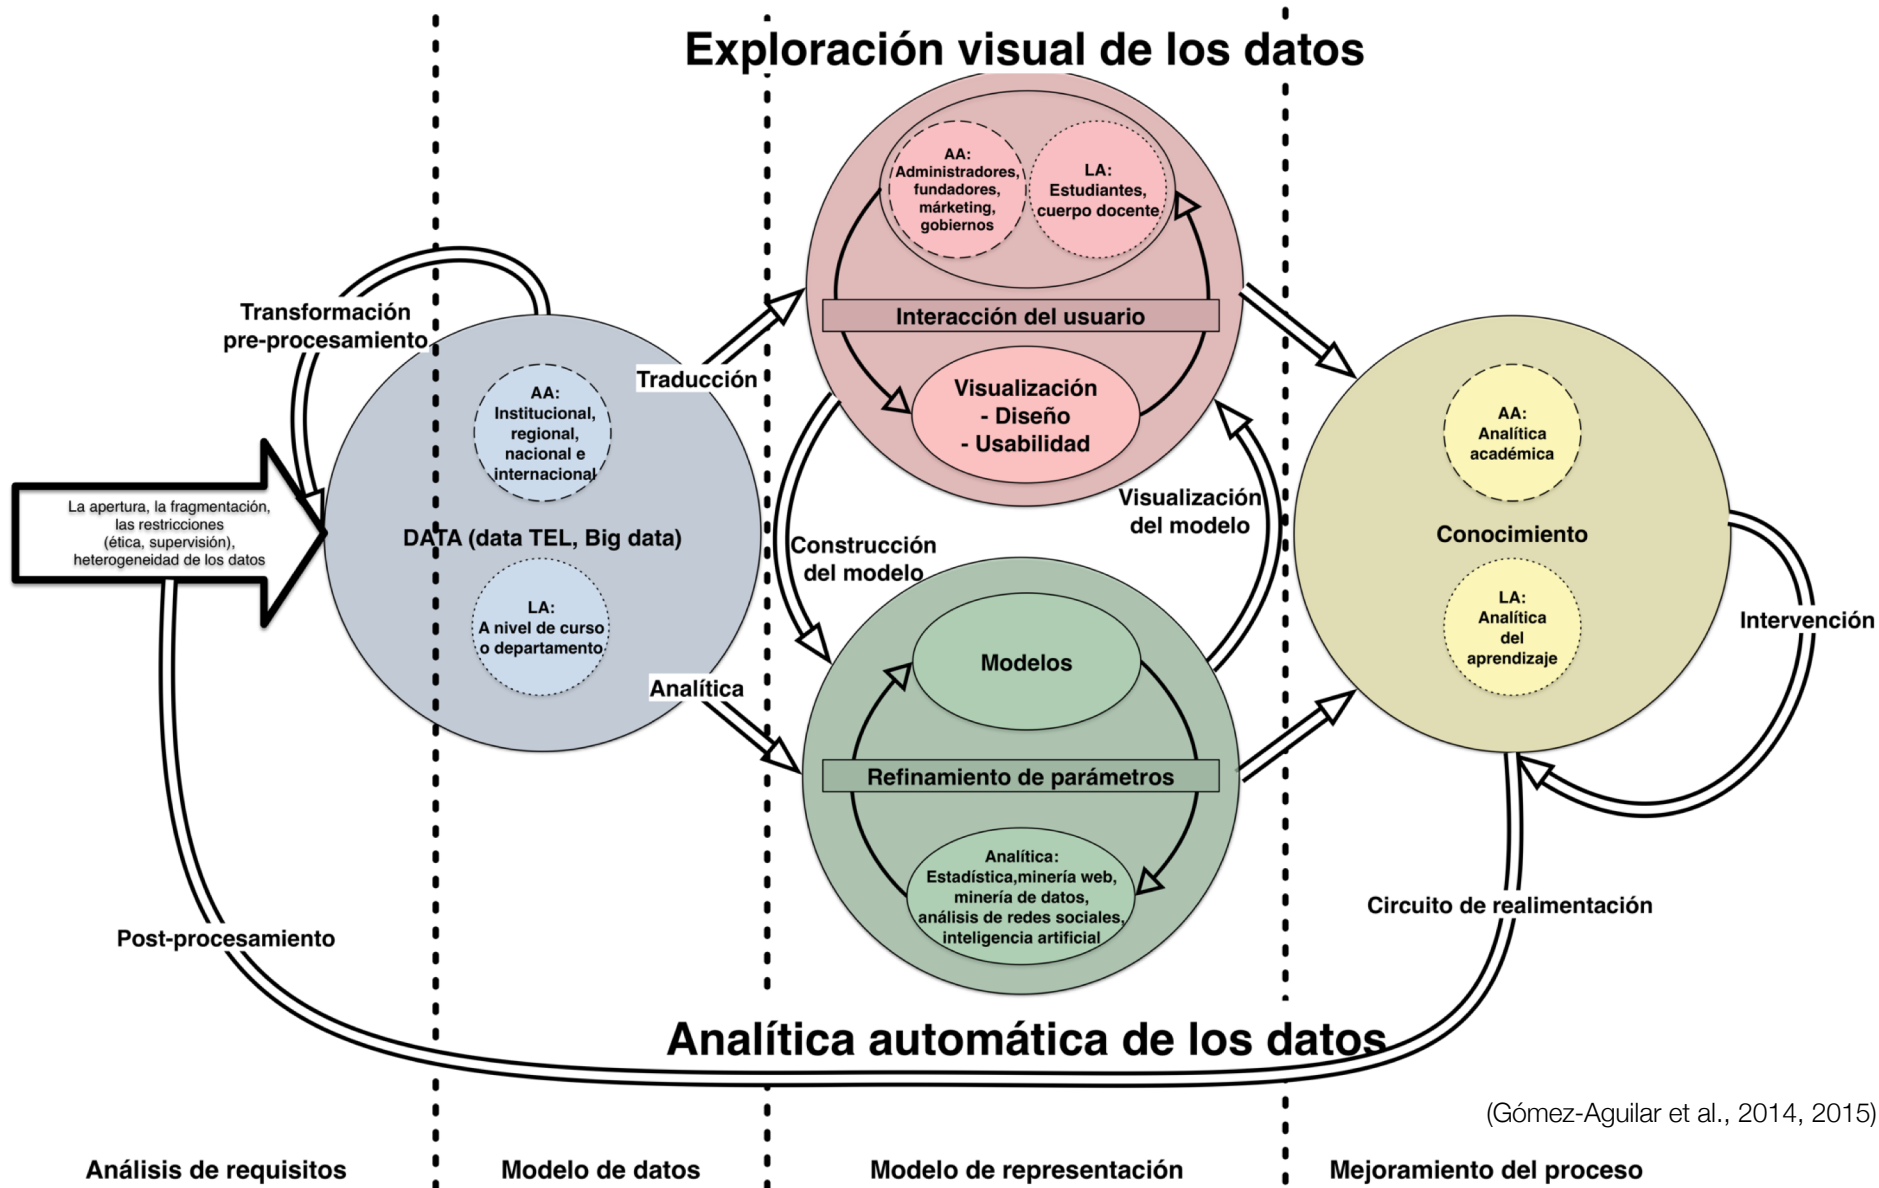 Exploración visual de los datos
AA:
Administradores,
fundadores,
márketing,
gobiernos
LA:
Estudiantes,
cuerpo docente
Interacción del usuario
Visualización
- Diseño
- Usabilidad
Transformación
pre-procesamiento
Traducción
AA:
Institucional,
regional,
nacional e
internacional
DATA (data TEL, Big data)
LA:
A nivel de curso
o departamento
La apertura, la fragmentación,
las restricciones
(ética, supervisión),
heterogeneidad de los datos
Analítica
Construcción
del modelo
Visualización
del modelo
Modelos
Refinamiento de parámetros
Analítica:
Estadística,minería web,
minería de datos,
análisis de redes sociales,
inteligencia artificial
AA:
Analítica
académica
Conocimiento
LA:
Analítica
del
aprendizaje
Intervención
Circuito de realimentación
Post-procesamiento
Analítica automática de los datos
(Gómez-Aguilar et al., 2014, 2015)
Análisis de requisitos
Modelo de datos
Modelo de representación
Mejoramiento del proceso